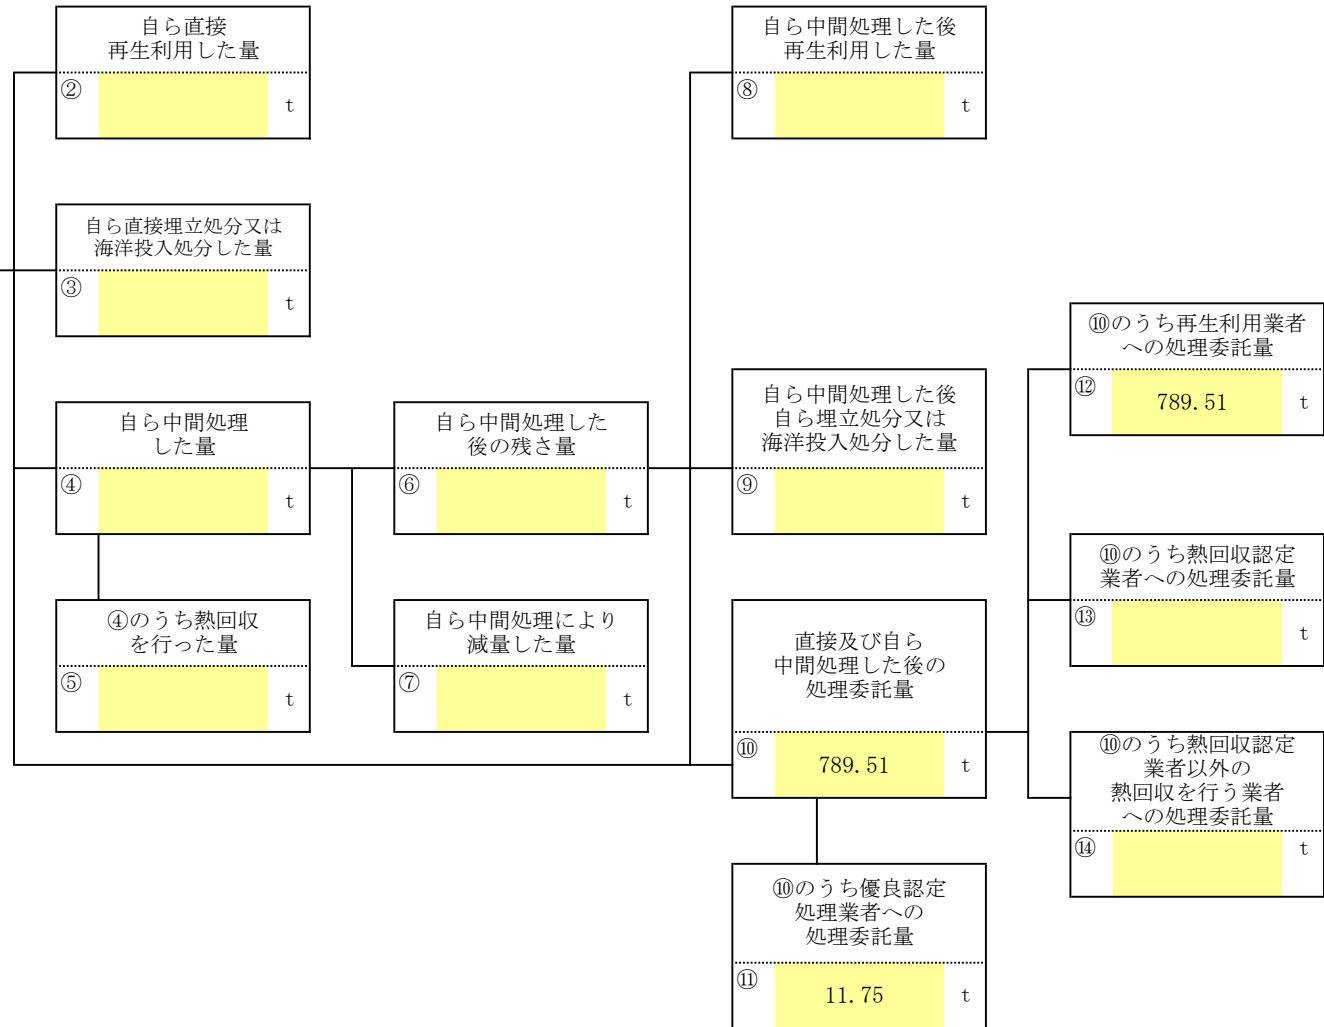 自ら直接
再生利用した量
②
t
自ら中間処理した後
再生利用した量
⑧
t
自ら直接埋立処分又は
海洋投入処分した量
③
t
⑩のうち再生利用業者
への処理委託量
⑫
789.51
t
自ら中間処理
した量
④
t
自ら中間処理した
後の残さ量
⑥
t
自ら中間処理した後
自ら埋立処分又は
海洋投入処分した量
⑨
t
⑩のうち熱回収認定
業者への処理委託量
⑬
t
④のうち熱回収
を行った量
⑤
t
自ら中間処理により
減量した量
⑦
t
直接及び自ら
中間処理した後の
処理委託量
⑩
789.51
t
⑩のうち熱回収認定
業者以外の
熱回収を行う業者
への処理委託量
⑭
t
⑩のうち優良認定
処理業者への
処理委託量
⑪
11.75
t